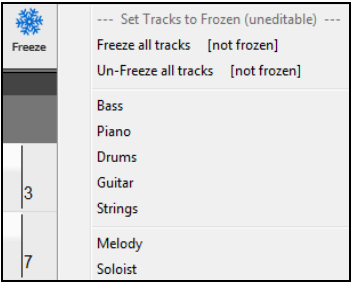 Freeze
--- Set Tracks to Frozen (uneditable) ---
Freeze all tracks [not frozen]
Un-Freeze all tracks [not frozen]
Bass
Piano
Drums
Guitar
Strings
Melody
Soloist
3
7